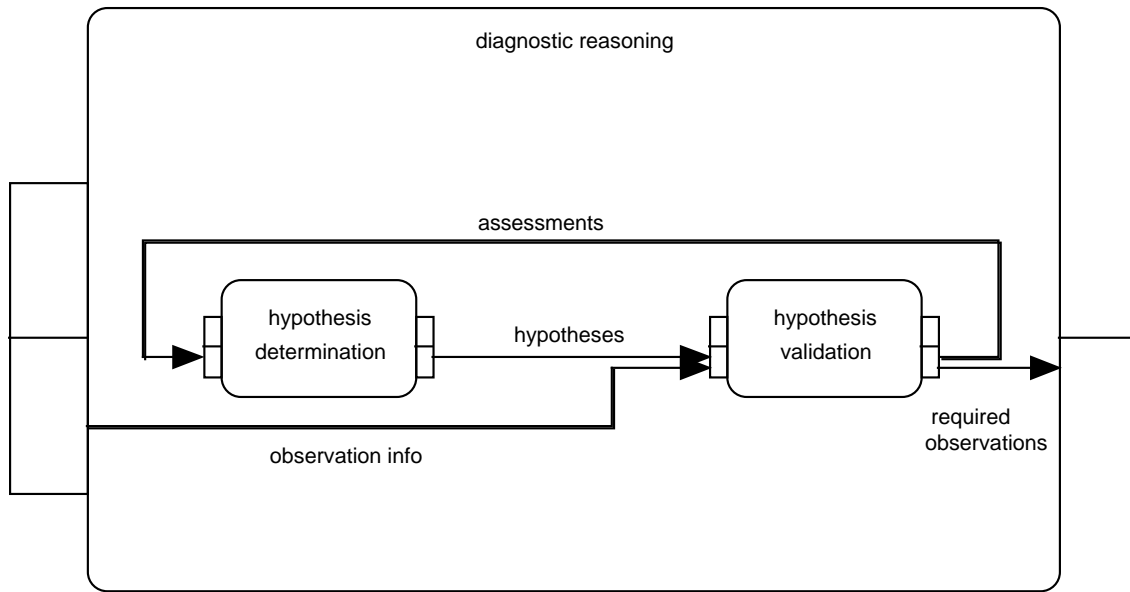 diagnostic reasoning
assessments
hypothesis
determination
hypotheses
hypothesis
validation
observation info
required
observations